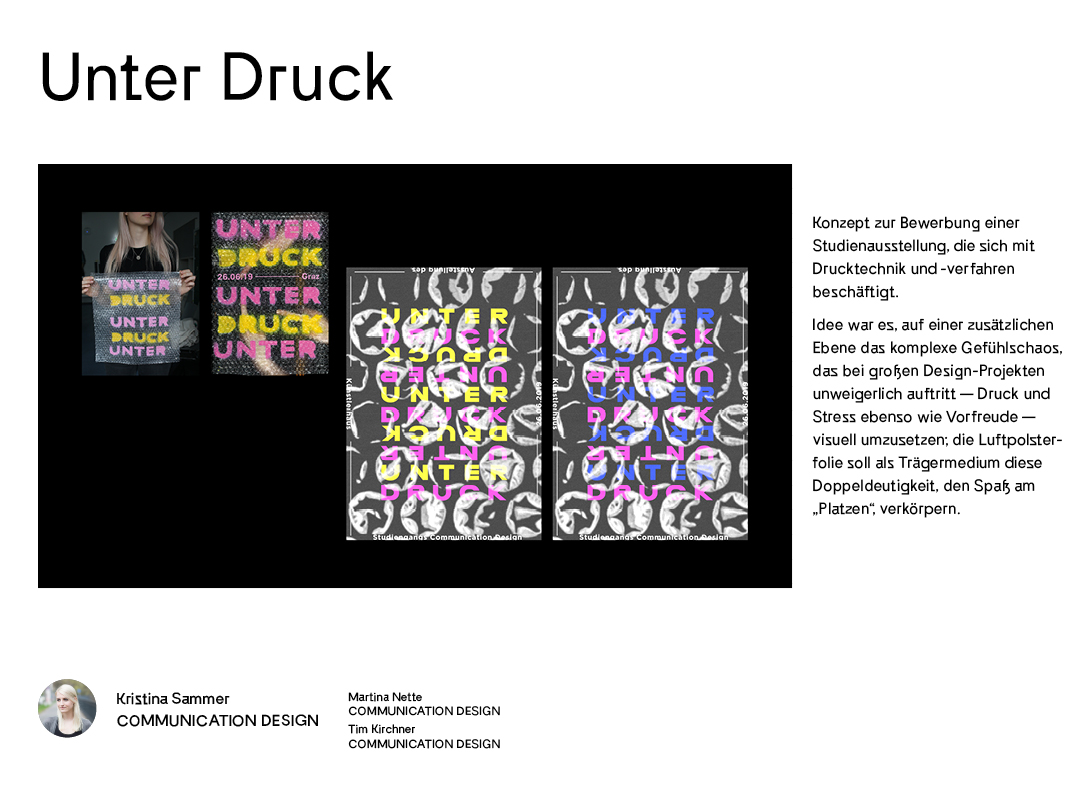 Unter Druck
UNTER
DRUCK
UNTER
DRUCK
UNTER
UNTER
DRUCK
26.06/19 Graz
UNTER
DRUCK
UNTER
Ausstellung des
UNTER
DRUCK
DRUCK
UNTER
UNTER
DRUCK
DRUCK
UNTER
UNTER
DRUCK
Künstlerhaus
26.06.2019
Studiengangs Communication Design
Ausstellung des
UNTER
DRUCK
DRUCK
UNTER
UNTER
DRUCK
DRUCK
UNTER
UNTER
DRUCK
Künstlerhaus
26.06.2019
Studiengangs Communication Design
Konzept zur Bewerbung einer
Studienausstellung, die sich mit
Drucktechnik und -verfahren
beschäftigt.
Idee war es, auf einer zusätzlichen
Ebene das komplexe Gefühlschaos,
das bei großen Design-Projekten
unweigerlich auftritt — Druck und
Stress ebenso wie Vorfreude —
visuell umzusetzen; die Luftpolster-
folie soll als Trägermedium diese
Doppeldeutigkeit, den Spaß am
„Platzen“, verkörpern.
Kristina Sammer
COMMUNICATION DESIGN
Martina Nette
COMMUNICATION DESIGN
Tim Kirchner
COMMUNICATION DESIGN